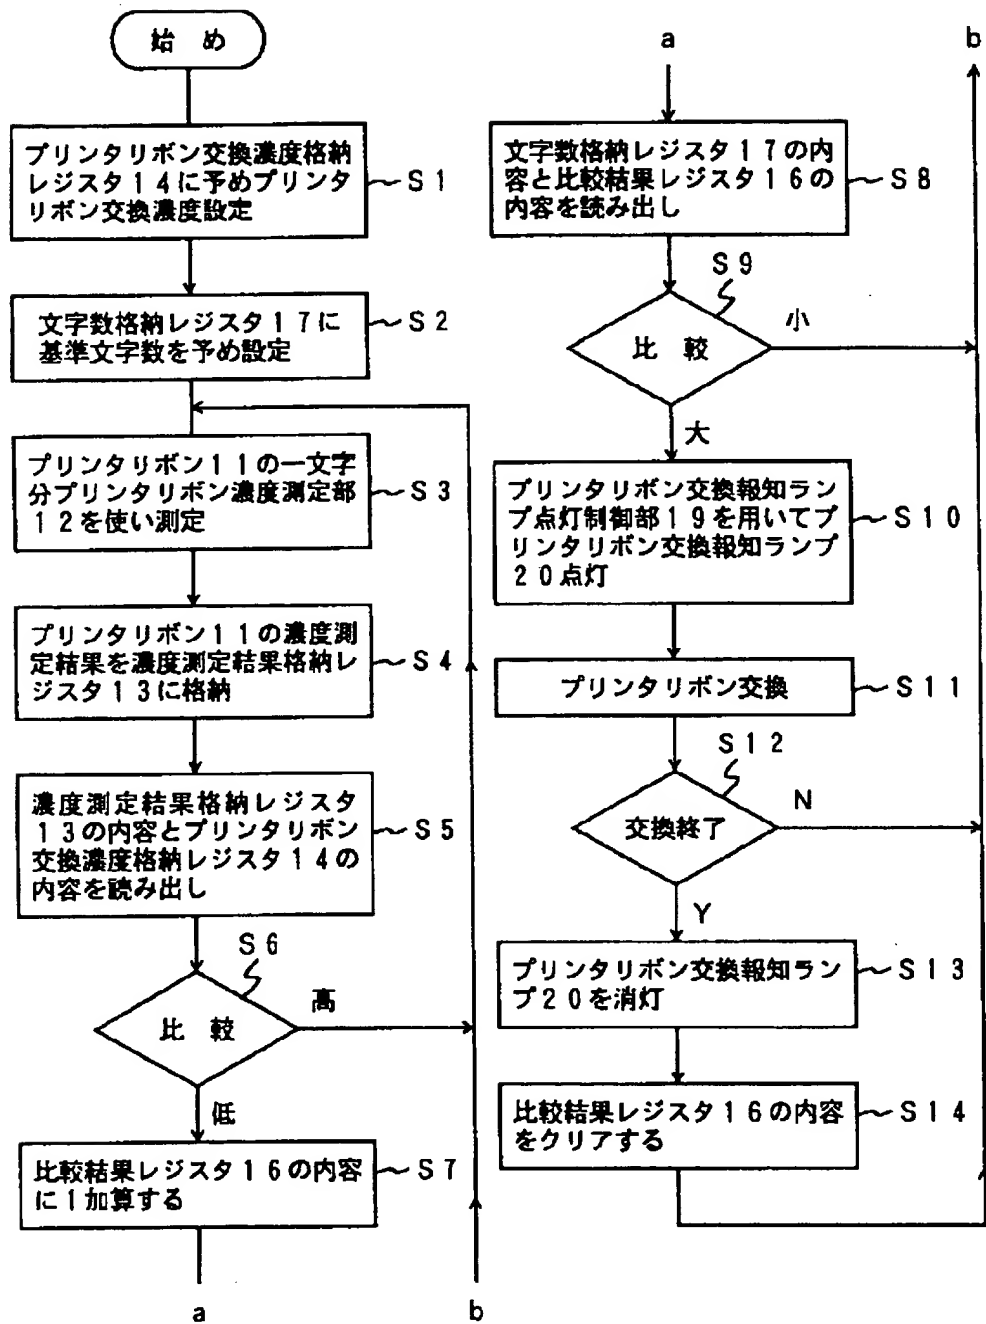 始 め
プリンタリボン交換濃度格納
レジスタ14に予めプリンタ
リボン交換濃度設定
S1
文字数格納レジスタ17に
基準文字数を予め設定
S2
プリンタリボン11の一文字
分プリンタリボン濃度測定部
12を使い測定
S3
プリンタリボン11の濃度測
定結果を濃度測定結果格納レ
ジスタ13に格納
S4
濃度測定結果格納レジスタ
13の内容とプリンタリボン
交換濃度格納レジスタ14の
内容を読み出し
S5
S6
比 較
高
低
比較結果レジスタ16の内容
に1加算する
S7
a
b
a
b
文字数格納レジスタ17の内
容と比較結果レジスタ16の
内容を読み出し
S8
S9
比 較
小
大
プリンタリボン交換報知ラン
プ点灯制御部19を用いてプ
リンタリボン交換報知ランプ
20点灯
S10
プリンタリボン交換
S11
S12
交換終了
N
Y
プリンタリボン交換報知ラン
プ20を消灯
S13
比較結果レジスタ16の内容
をクリアする
S14